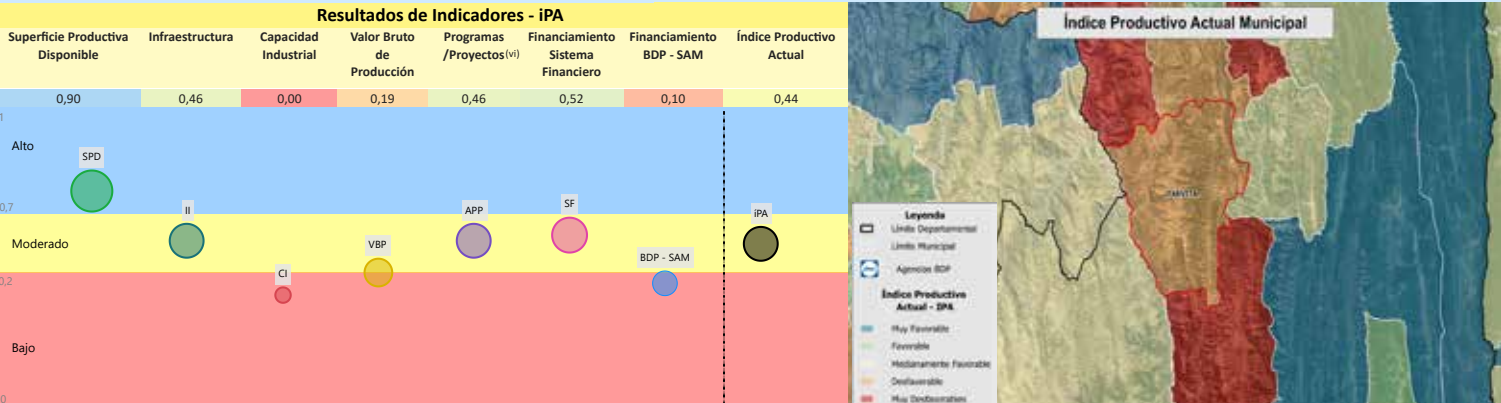 Resultados de Indicadores - iPA
Superficie Productiva Disponible
Infraestructura
Capacidad Industrial
Valor Bruto de Producción
Programas /Proyectos(vi)
Financiamiento Sistema Financiero
Financiamiento BDP - SAM
Índice Productivo Actual
0,90
0,46
0,00
0,19
0,46
0,52
0,10
0,44
1
Alto
SPD
0,7
II
APP
SF
iPA
Moderado
VBP
BDP - SAM
CI
0,2
Bajo
0
Índice Productivo Actual Municipal
Leyenda
Límite Departamental
Límite Municipal
Agencias BDP
Índice Productivo
Actual - IPA
Muy Favorable
Favorable
Medianamente Favorable
Desfavorable
Muy Desfavorable